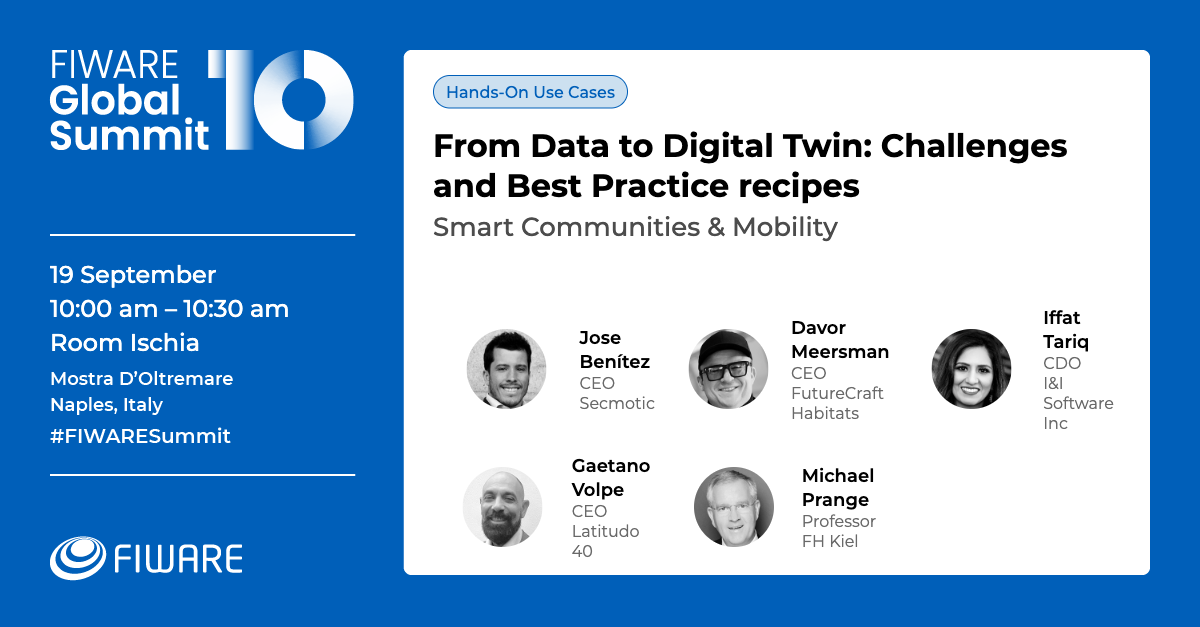 FIWARE
Global
Summit
10
19 September
10:00 am – 10:30 am
Room Ischia
Mostra D’Oltremare
Naples, Italy
#FIWARESummit
FIWARE
Hands-On Use Cases
From Data to Digital Twin: Challenges
and Best Practice recipes
Smart Communities & Mobility
Jose
Benítez
CEO
Secmotic
Davor
Meersman
CEO
FutureCraft
Habitats
Iffat
Tariq
CDO
I&I
Software
Inc
Gaetano
Volpe
CEO
Latitudo
40
Michael
Prange
Professor
FH Kiel